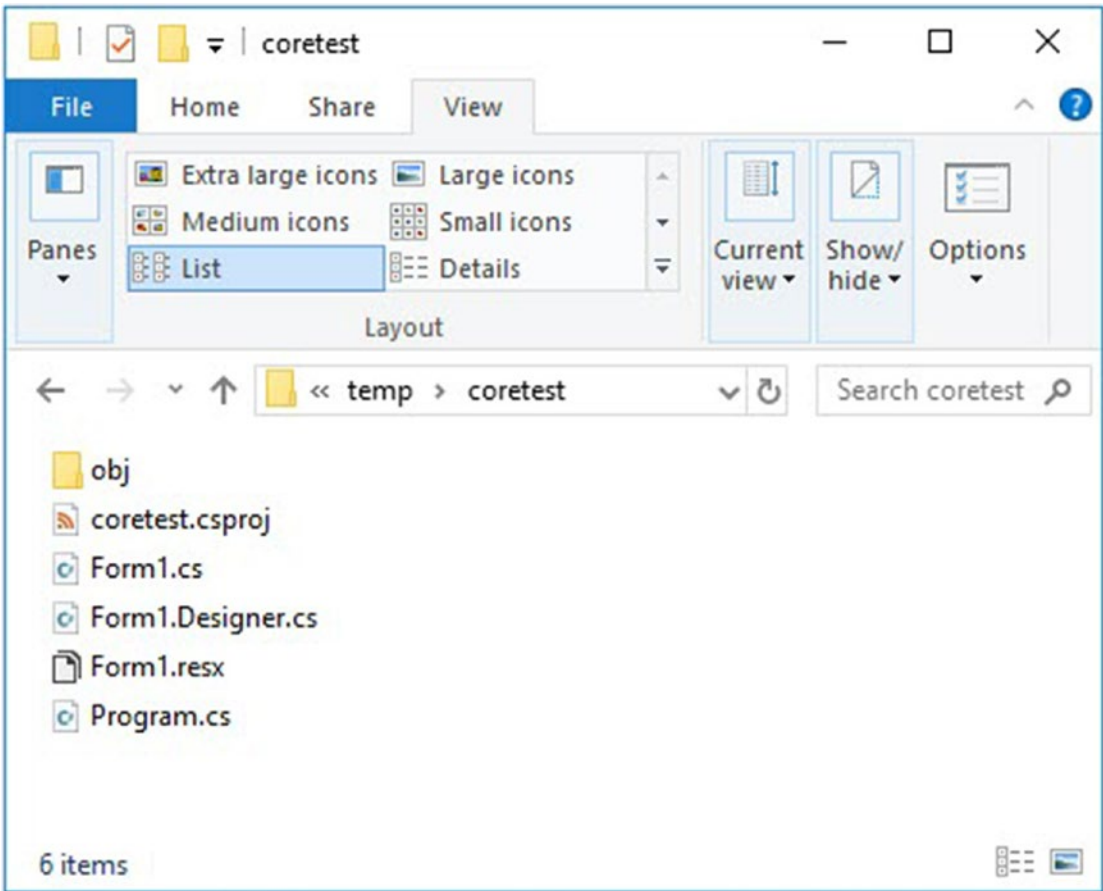 coretest
File Home Share View ?
Panes
Extra large icons Large icons
Medium icons Small icons
List Details
Layout
Current view
Show/ hide
Options
« temp > coretest
Search coretest
obj
coretest.csproj
Form1.cs
Form1.Designer.cs
Form1.resx
Program.cs
6 items